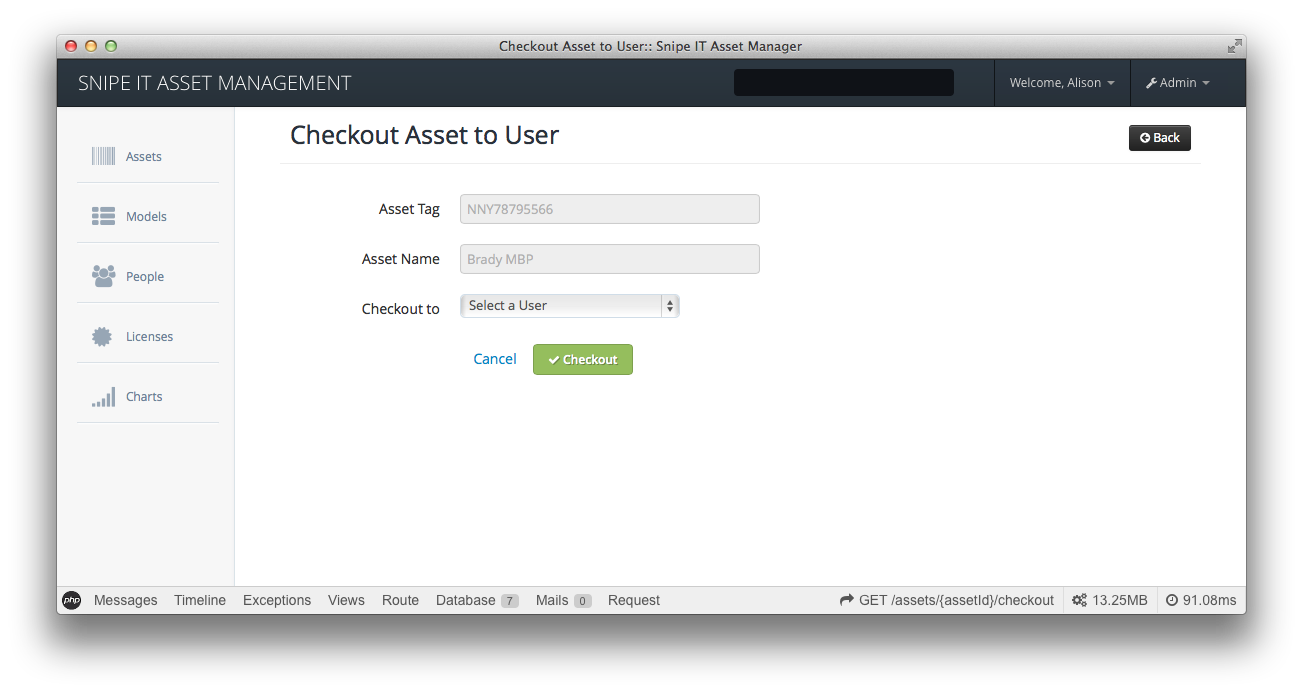 Checkout Asset to User:: Snipe IT Asset Manager
SNIPE IT ASSET MANAGEMENT
Welcome, Alison
Admin
Assets
Models
People
Licenses
Charts
Checkout Asset to User
Back
Asset Tag NNY78795566
Asset Name Brady MBP
Checkout to Select a User
Cancel Checkout
php Messages Timeline Exceptions Views Route Database 7 Mails 0 Request GET /assets/{assetId}/checkout 13.25MB 91.08ms